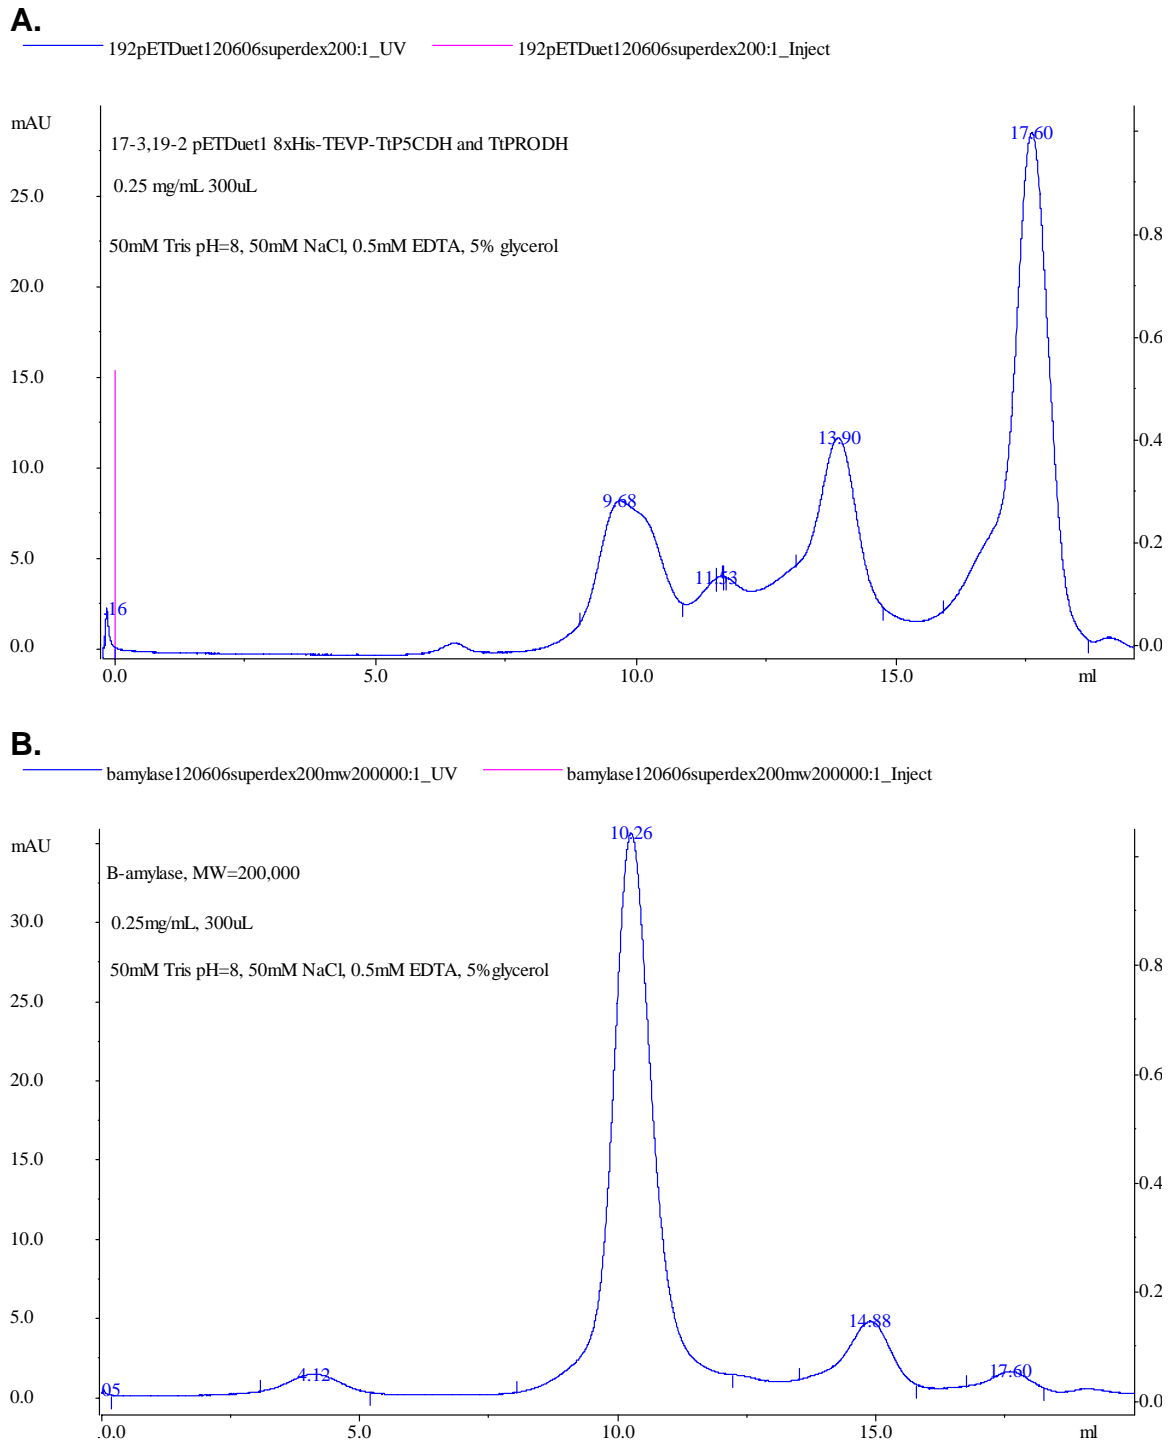 A.
192pETDuet120606superdex200:1_UV 192pETDuet120606superdex200:1_Inject
mAU
17-3,19-2 pETDuet1 8xHis-TEVP-TtP5CDH and TtPRODH
0.25 mg/mL 300uL
50mM Tris pH=8, 50mM NaCl, 0.5mM EDTA, 5% glycerol
17.60
25.0
0.8
20.0
0.6
15.0
13.90
0.4
10.0
9.68
0.2
5.0
11.53
16
0.0
0.0
0.0 5.0 10.0 15.0 ml
B.
bamylase120606superdex200mw200000:1_UV bamylase120606superdex200mw200000:1_Inject
10.26
mAU
B-amylase, MW=200,000
0.25mg/mL, 300uL
30.0
50mM Tris pH=8, 50mM NaCl, 0.5mM EDTA, 5%glycerol
0.8
25.0
20.0
0.6
15.0
0.4
10.0
0.2
5.0
14.88
4.12
17.60
05
0.0
0.0
.0 5.0 10.0 15.0 ml